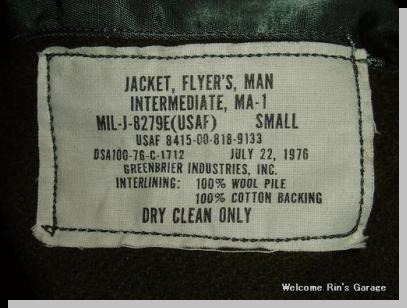 JACKET, FLYER'S, MAN
INTERMEDIATE, MA-1
MIL-J-8279E(USAF) SMALL
USAF 8415-00-818-9133
DSA100-76-C-1712 JULY 22, 1976
GREENBRIER INDUSTRIES, INC.
INTERLINING: 100% WOOL PILE
100% COTTON BACKING
DRY CLEAN ONLY
Welcome Rin's Garage